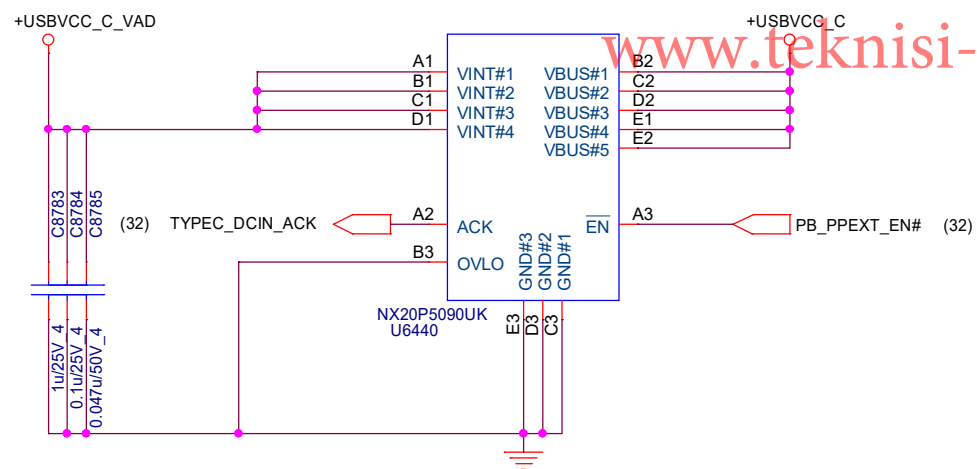 +USBVCC_C_VAD
+USBVCC_C
www.teknisi-
A1
VINT#1
VBUS#1
B2
B1
VINT#2
VBUS#2
C2
C1
VINT#3
VBUS#3
D2
D1
VINT#4
VBUS#4
E1
VBUS#5
E2
C8783
C8784
C8785
(32)
TYPEC_DCIN_ACK
A2
ACK
EN
A3
PB_PPEXT_EN#
(32)
B3
OVLO
GND#3
GND#2
GND#1
NX20P5090UK
U6440
E3
D3
C3
1u/25V_4
0.1u/25V_4
0.047u/50V_4